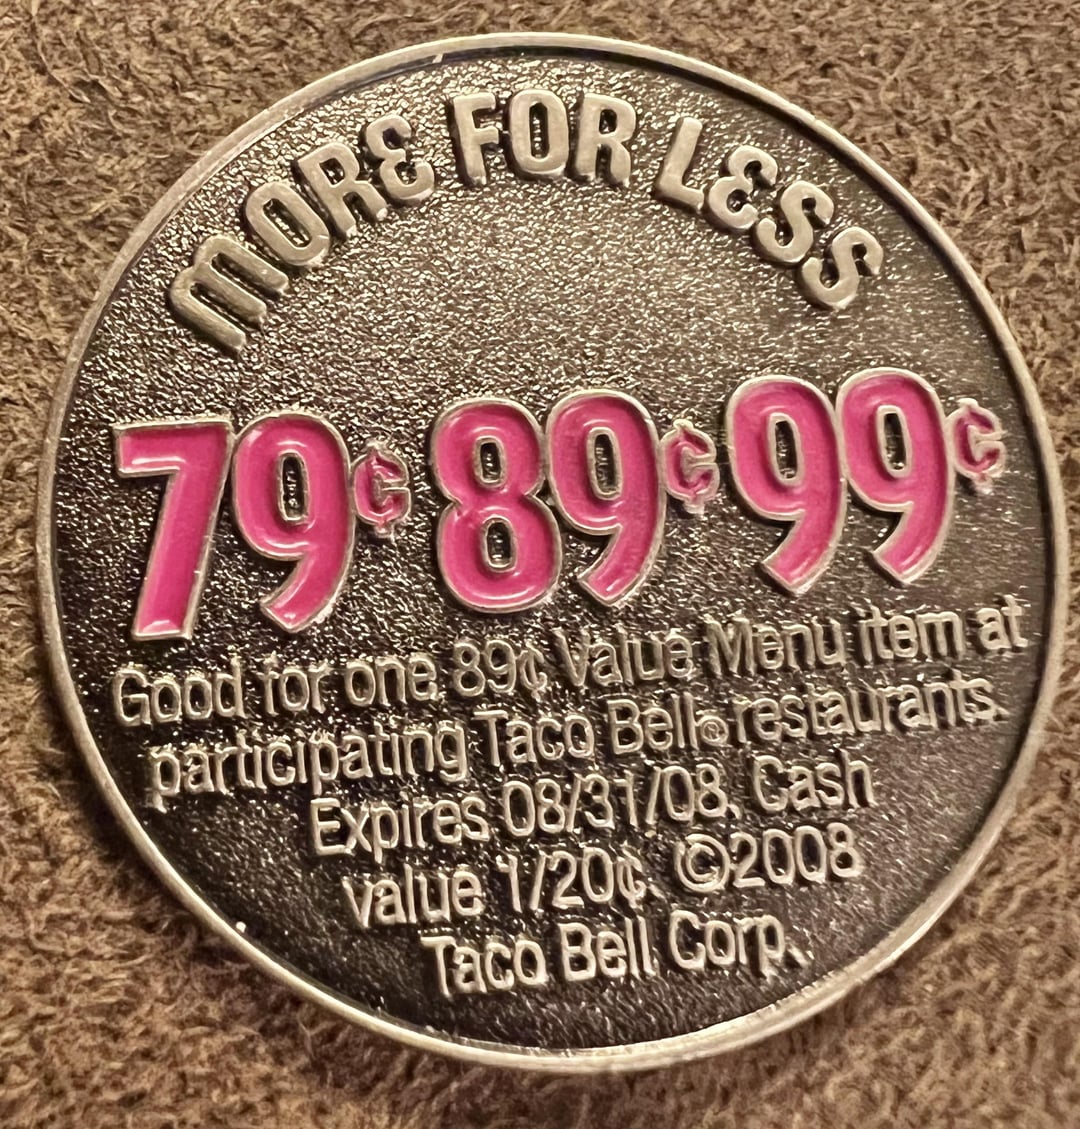 MORE FOR LESS
79¢ 89¢ 99¢
Good for one 89¢ Value Menu item at
participating Taco Bell® restaurants.
Expires 08/31/08. Cash
value 1/20¢. ©2008
Taco Bell Corp.